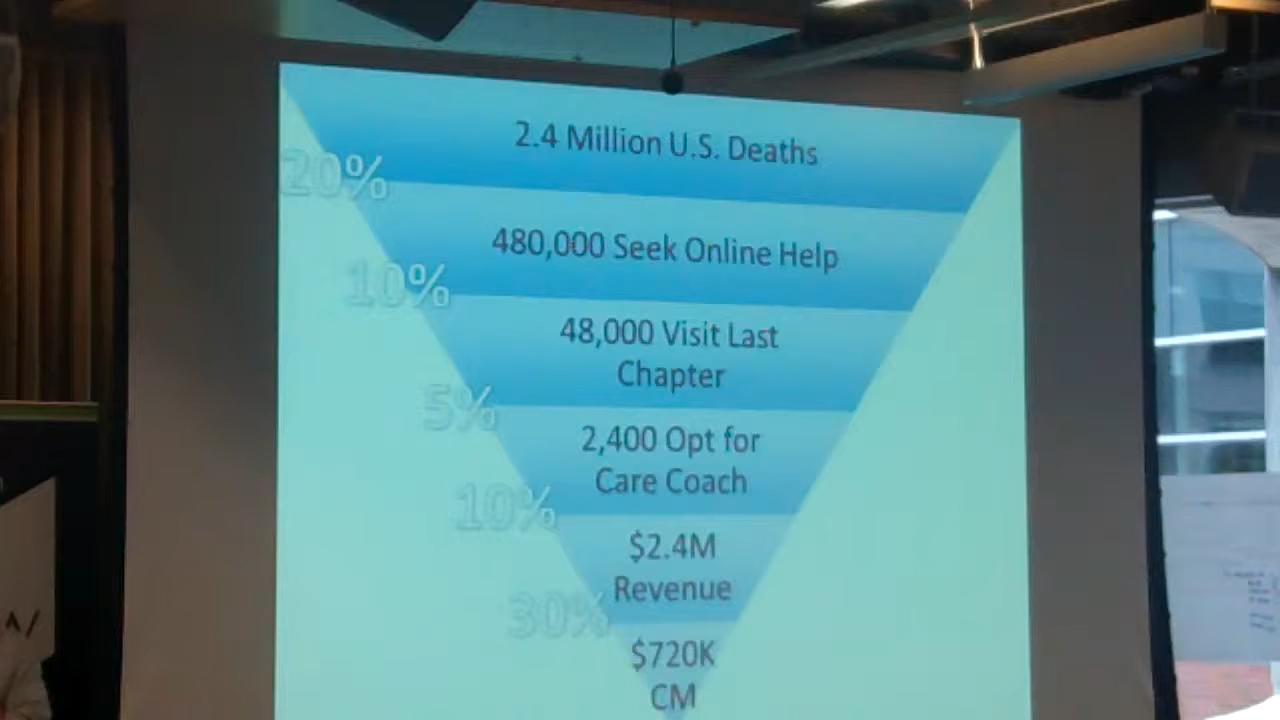 2.4 Million U.S. Deaths
20%
480,000 Seek Online Help
10%
48,000 Visit Last
Chapter
5%
2,400 Opt for
Care Coach
10%
$2.4M
Revenue
30%
$720K
CM